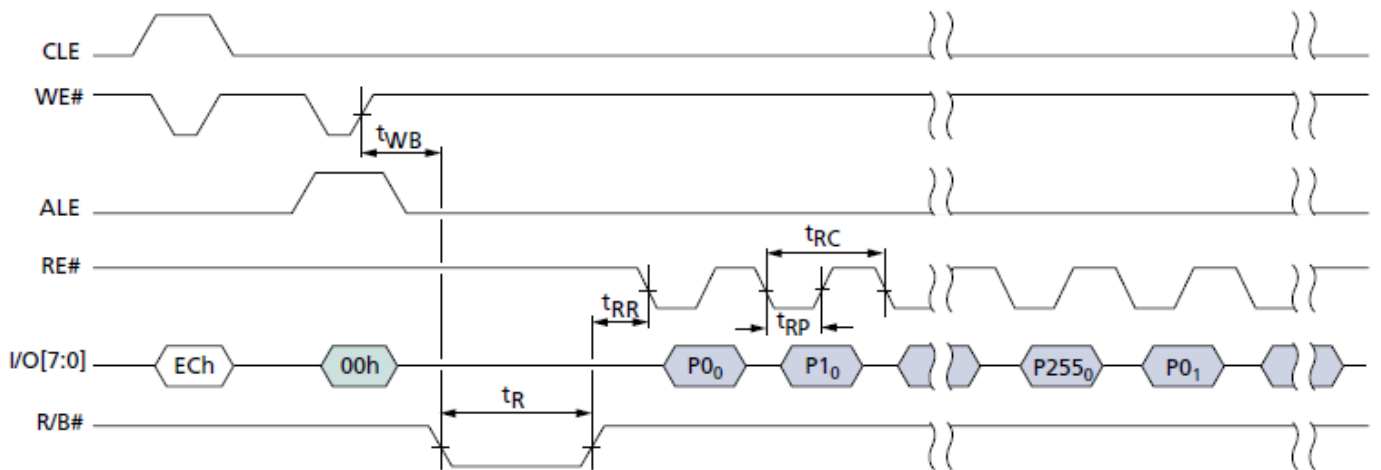 CLE
WE#
tWB
ALE
tRC
RE#
tRR
tRP
I/O[7:0] ECh 00h P0₀ P1₀ P255₀ P0₁
tR
R/B#